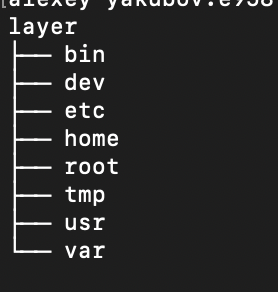 layer
├── bin
├── dev
├── etc
├── home
├── root
├── tmp
├── usr
└── var